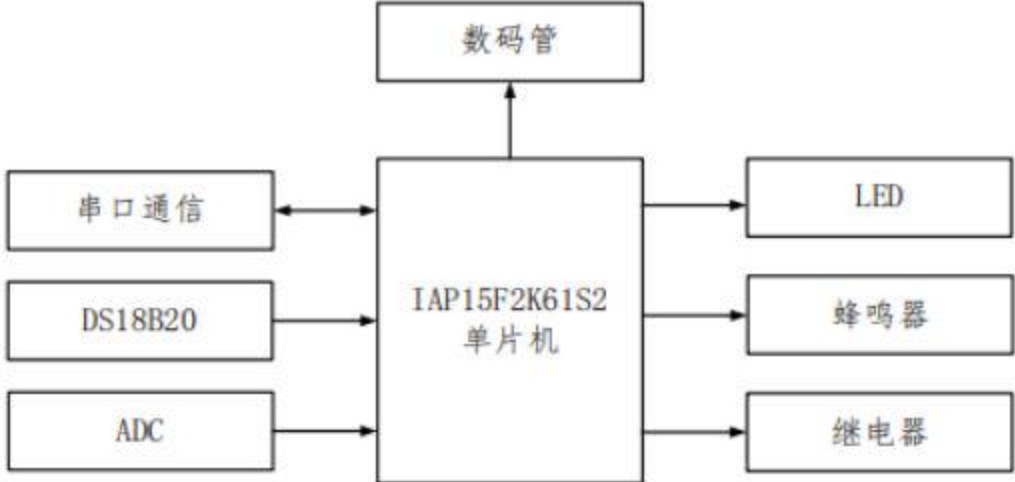 数码管
串口通信
LED
DS18B20
IAP15F2K61S2
单片机
蜂鸣器
ADC
继电器